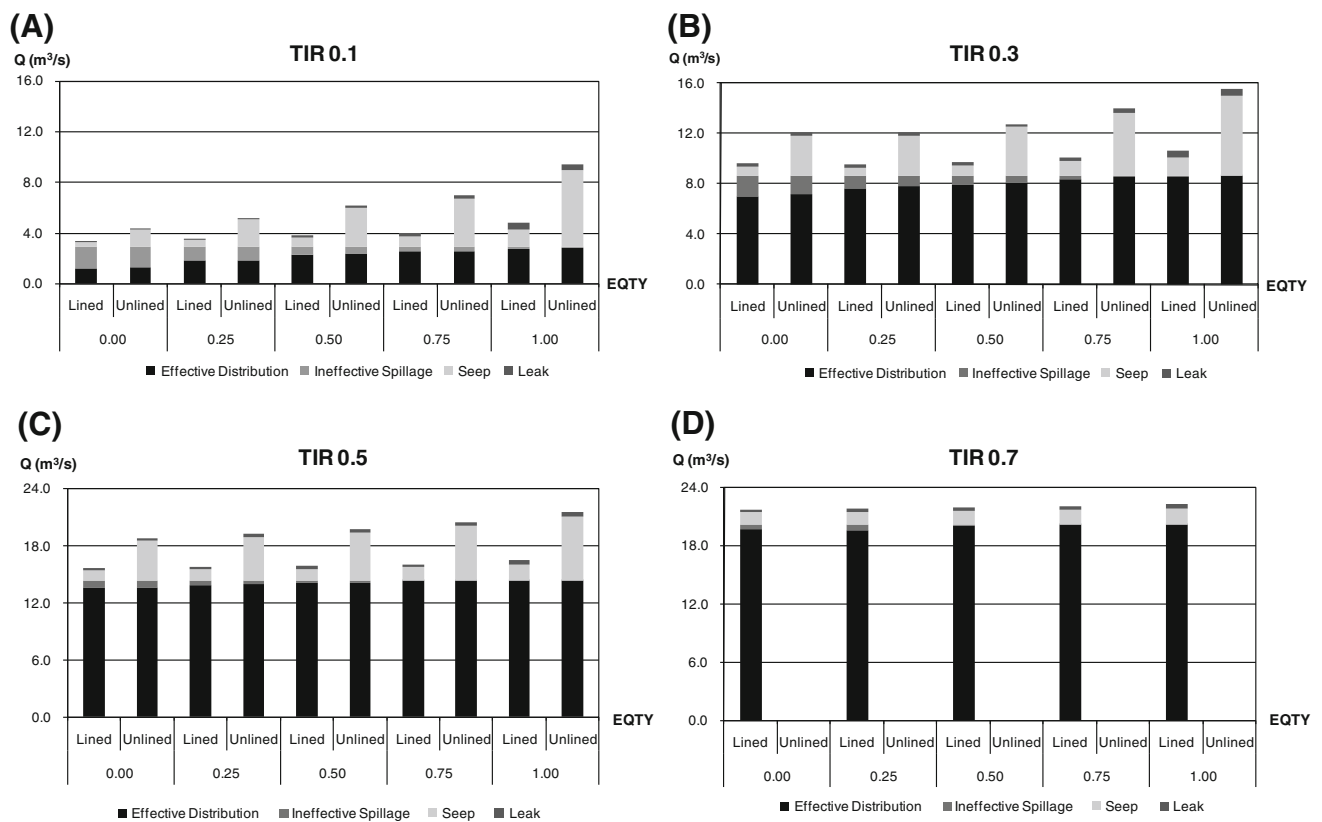 (A)
TIR 0.1
Q (m³/s)
16.0
12.0
8.0
4.0
0.0
EQTY
Lined Unlined Lined Unlined Lined Unlined Lined Unlined Lined Unlined
0.00 0.25 0.50 0.75 1.00
Effective Distribution Ineffective Spillage Seep Leak
(B)
TIR 0.3
Q (m³/s)
16.0
12.0
8.0
4.0
0.0
EQTY
Lined Unlined Lined Unlined Lined Unlined Lined Unlined Lined Unlined
0.00 0.25 0.50 0.75 1.00
Effective Distribution Ineffective Spillage Seep Leak
(C)
TIR 0.5
Q (m³/s)
24.0
18.0
12.0
6.0
0.0
EQTY
Lined Unlined Lined Unlined Lined Unlined Lined Unlined Lined Unlined
0.00 0.25 0.50 0.75 1.00
Effective Distribution Ineffective Spillage Seep Leak
(D)
TIR 0.7
Q (m³/s)
24.0
18.0
12.0
6.0
0.0
EQTY
Lined Unlined Lined Unlined Lined Unlined Lined Unlined Lined Unlined
0.00 0.25 0.50 0.75 1.00
Effective Distribution Ineffective Spillage Seep Leak